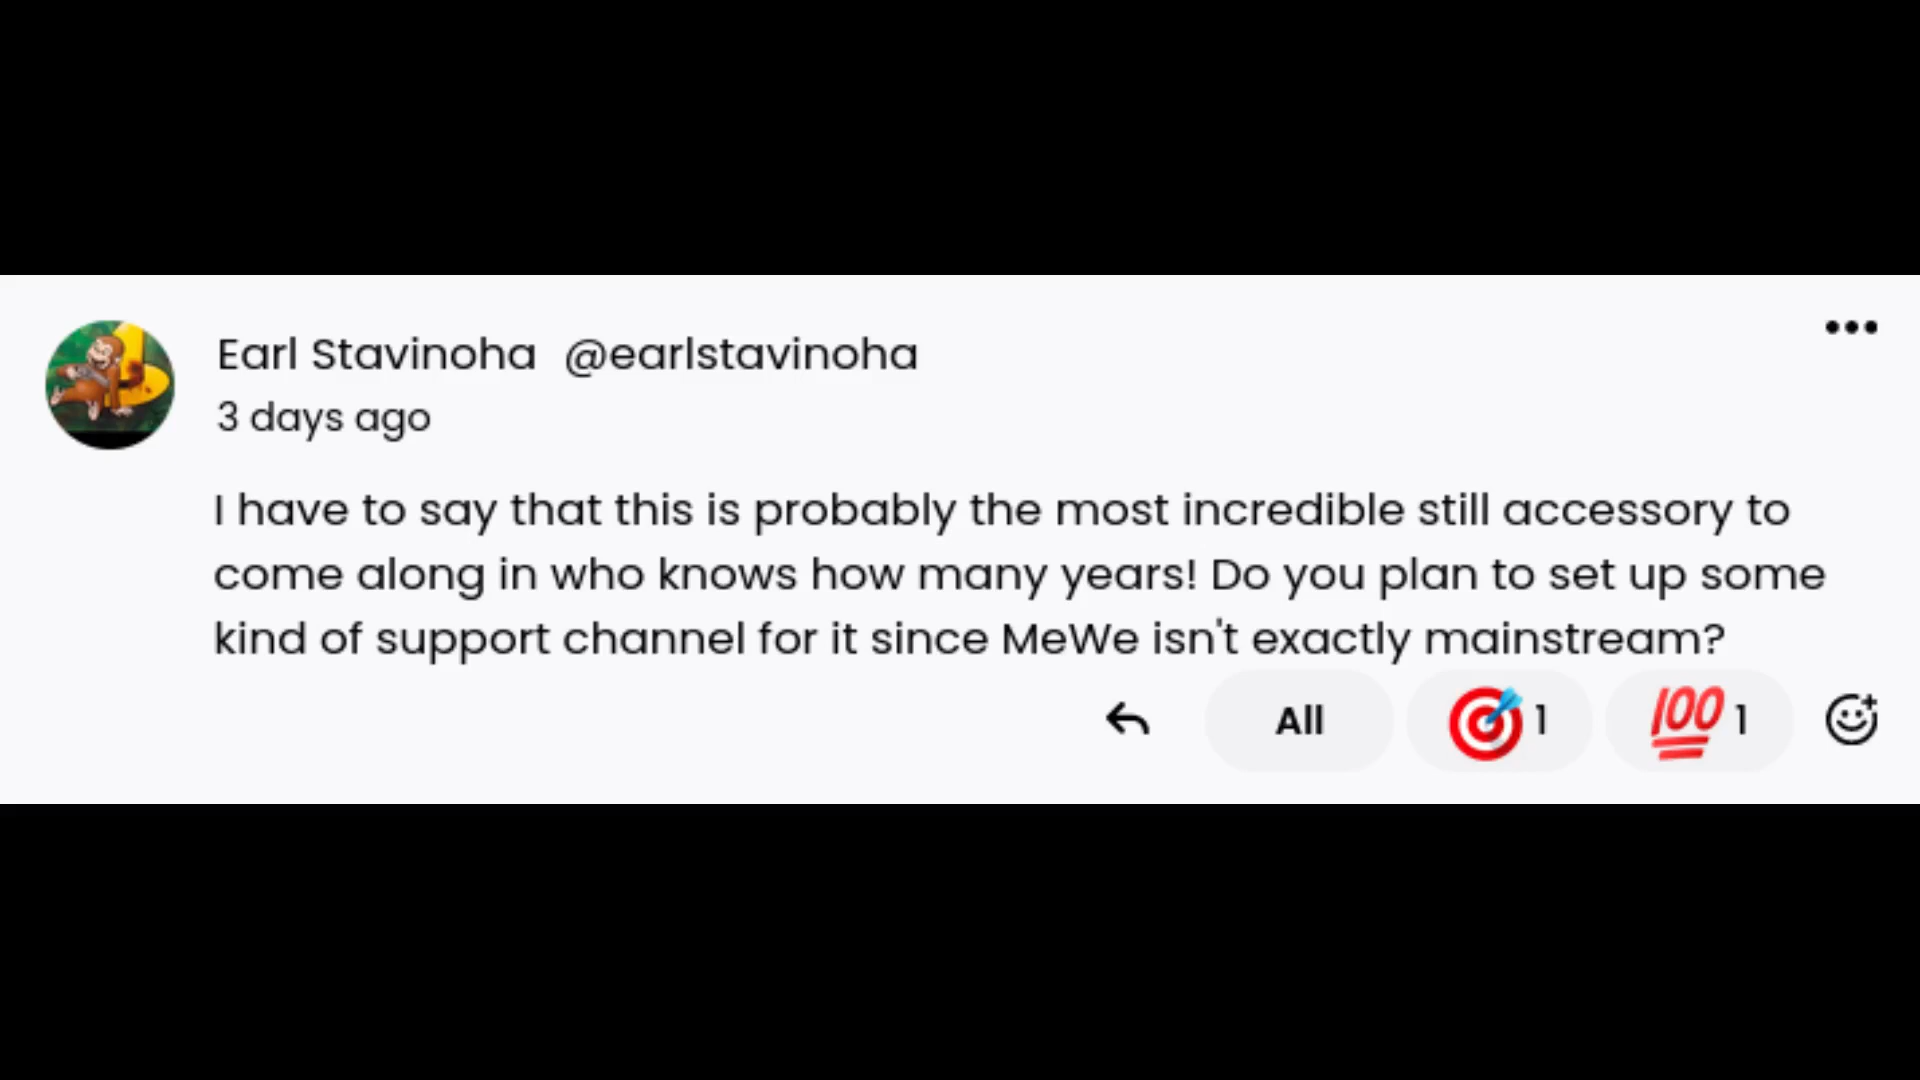 Earl Stavinoha @earlstavinoha
3 days ago
I have to say that this is probably the most incredible still accessory to
come along in who knows how many years! Do you plan to set up some
kind of support channel for it since MeWe isn't exactly mainstream?
All 🎯 1 💯 1